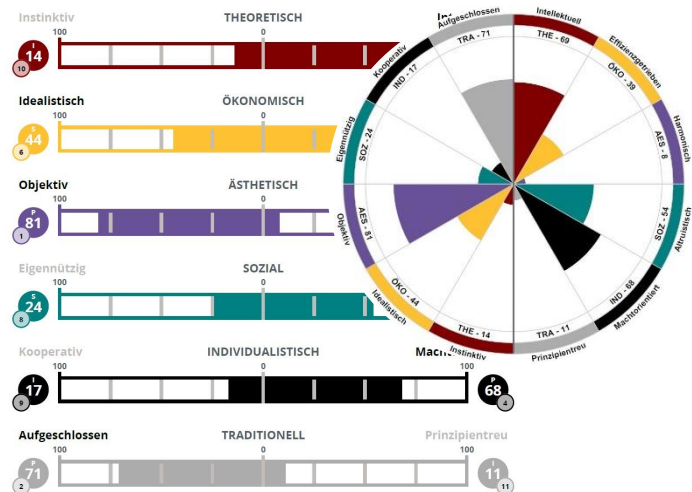 Instinktiv THEORETISCH
100 0
I
14
10
Idealistisch ÖKONOMISCH
100 0
S
44
6
Objektiv ÄSTHETISCH
100 0
P
81
1
Eigennützig SOZIAL
100 0
S
24
8
Kooperativ INDIVIDUALISTISCH
100 0 100
I
17
9
P
68
4
Aufgeschlossen TRADITIONELL Prinzipientreu
100 0 100
P
71
2
I
11
11
Aufgeschlossen
TRA - 71
Intellektuell
THE - 69
Effizienzgetrieben
ÖKO - 39
Harmonisch
AES - 8
Altruistisch
SOZ - 54
Machtorientiert
IND - 68
Prinzipientreu
TRA - 11
Instinktiv
THE - 14
Idealistisch
ÖKO - 44
Objektiv
AES - 81
Eigennützig
SOZ - 24
Kooperativ
IND - 17